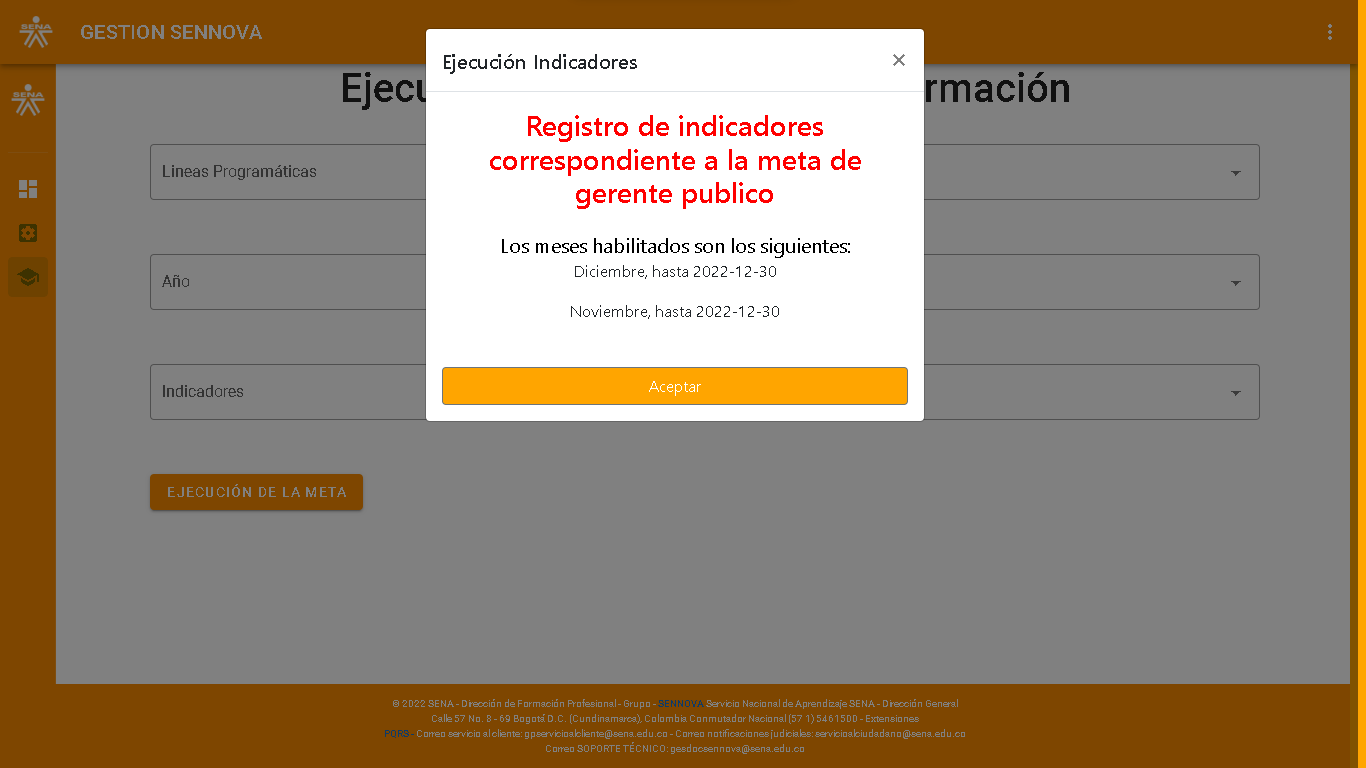 SENA
GESTION SENNOVA
Ejecución Indicadores
×
SENA
Ejecu
rmación
Registro de indicadores
correspondiente a la meta de
gerente publico
Lineas Programáticas
Los meses habilitados son los siguientes:
Diciembre, hasta 2022-12-30
Año
Noviembre, hasta 2022-12-30
Aceptar
Indicadores
EJECUCIÓN DE LA META
© 2022 SENA - Dirección de Formación Profesional - Grupo - SENNOVA Servicio Nacional de Aprendizaje SENA - Dirección General
Calle 57 No. 8 - 69 Bogotá D.C. (Cundinamarca), Colombia Conmutador Nacional (57 1) 5461500 - Extensiones
PQRS - Correo servicio al cliente: gpservicioalcliente@sena.edu.co - Correo notificaciones judiciales: servicioalciudadano@sena.edu.co
Correo SOPORTE TÉCNICO: gesdocsennova@sena.edu.co